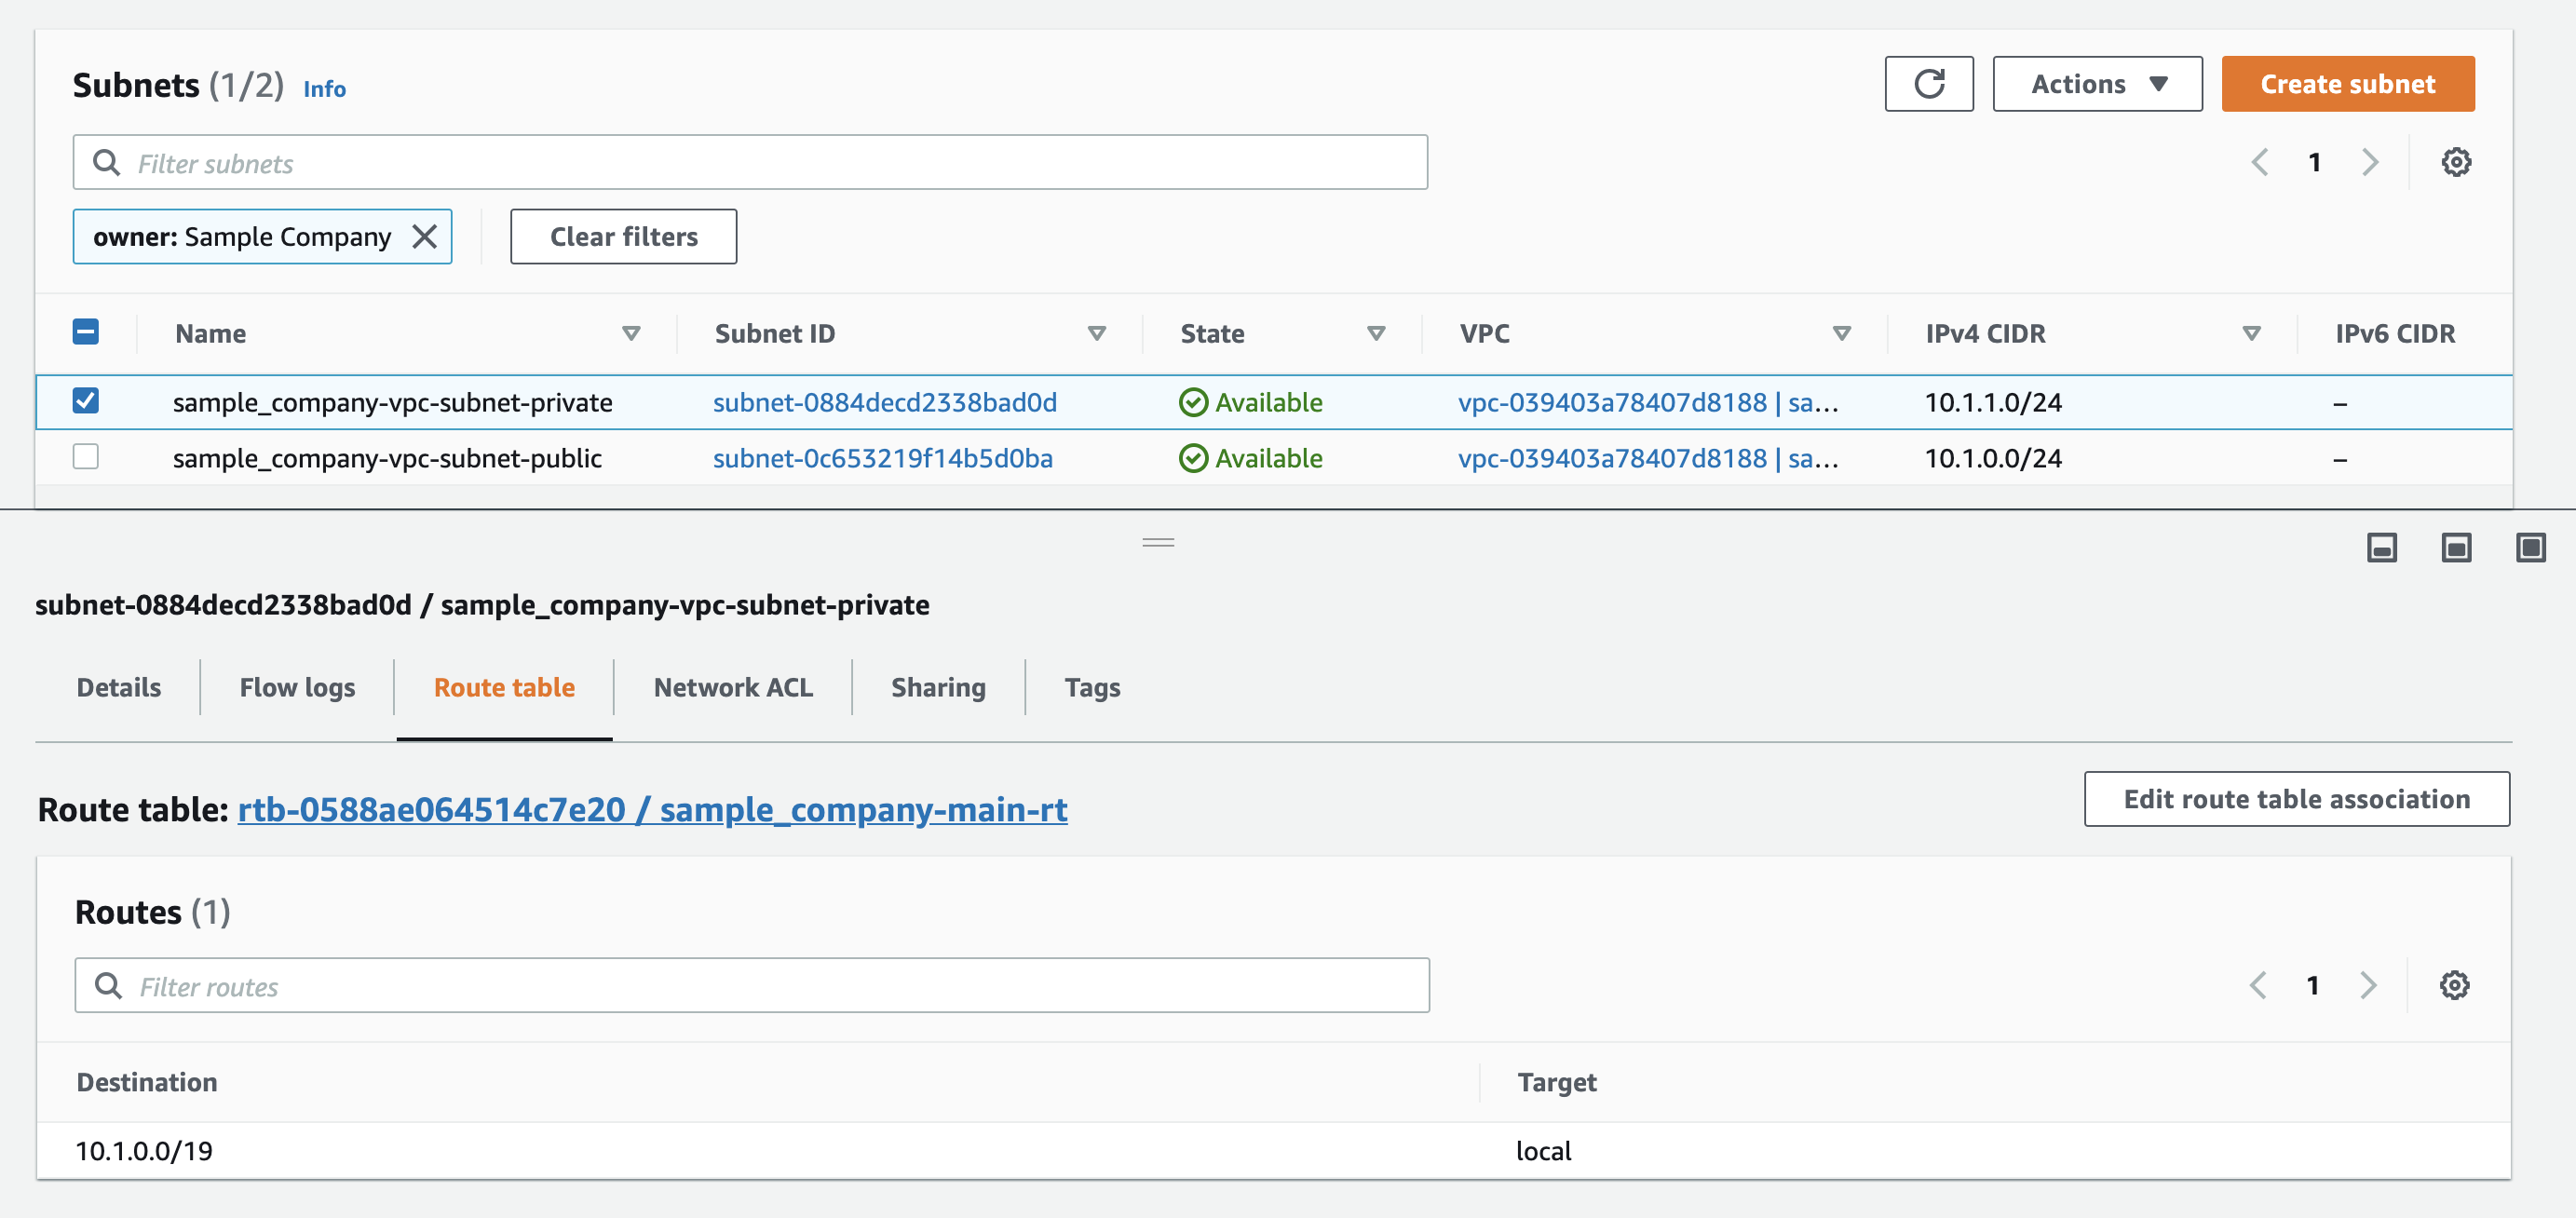 Subnets (1/2) Info
Actions
Create subnet
Filter subnets
1
owner: Sample Company
Clear filters
Name Subnet ID State VPC IPv4 CIDR IPv6 CIDR
sample_company-vpc-subnet-private subnet-0884decd2338bad0d Available vpc-039403a78407d8188 | sa... 10.1.1.0/24 –
sample_company-vpc-subnet-public subnet-0c653219f14b5d0ba Available vpc-039403a78407d8188 | sa... 10.1.0.0/24 –
subnet-0884decd2338bad0d / sample_company-vpc-subnet-private
Details Flow logs Route table Network ACL Sharing Tags
Route table: rtb-0588ae064514c7e20 / sample_company-main-rt
Edit route table association
Routes (1)
Filter routes
1
Destination Target
10.1.0.0/19 local